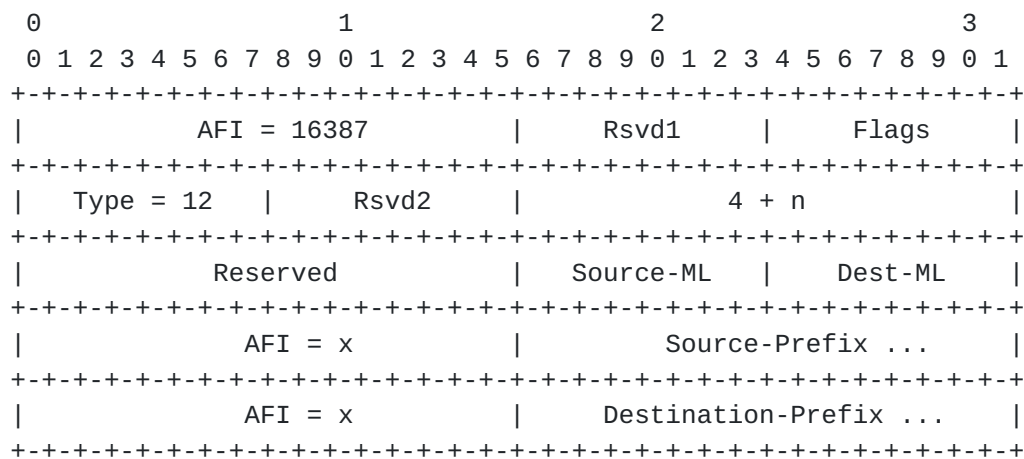 0                   1                   2                   3
 0 1 2 3 4 5 6 7 8 9 0 1 2 3 4 5 6 7 8 9 0 1 2 3 4 5 6 7 8 9 0 1
+-+-+-+-+-+-+-+-+-+-+-+-+-+-+-+-+-+-+-+-+-+-+-+-+-+-+-+-+-+-+-+-+
|           AFI = 16387         |     Rsvd1     |     Flags     |
+-+-+-+-+-+-+-+-+-+-+-+-+-+-+-+-+-+-+-+-+-+-+-+-+-+-+-+-+-+-+-+-+
|   Type = 12   |     Rsvd2     |             4 + n             |
+-+-+-+-+-+-+-+-+-+-+-+-+-+-+-+-+-+-+-+-+-+-+-+-+-+-+-+-+-+-+-+-+
|            Reserved           |   Source-ML   |    Dest-ML    |
+-+-+-+-+-+-+-+-+-+-+-+-+-+-+-+-+-+-+-+-+-+-+-+-+-+-+-+-+-+-+-+-+
|              AFI = x          |         Source-Prefix ...     |
+-+-+-+-+-+-+-+-+-+-+-+-+-+-+-+-+-+-+-+-+-+-+-+-+-+-+-+-+-+-+-+-+
|              AFI = x          |     Destination-Prefix ...    |
+-+-+-+-+-+-+-+-+-+-+-+-+-+-+-+-+-+-+-+-+-+-+-+-+-+-+-+-+-+-+-+-+